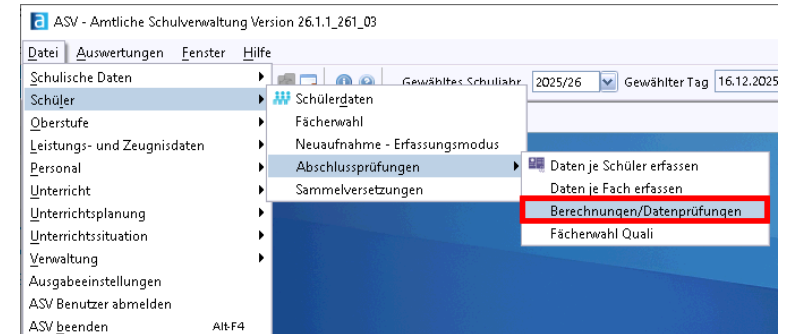 ASV - Amtliche Schulverwaltung Version 26.1.1_261_03
Datei Auswertungen Fenster Hilfe
Gewähltes Schuljahr 2025/26 Gewählter Tag 16.12.2025
Schulische Daten
Schüler
Oberstufe
Leistungs- und Zeugnisdaten
Personal
Unterricht
Unterrichtsplanung
Unterrichtssituation
Verwaltung
Ausgabeeinstellungen
ASV Benutzer abmelden
ASV beenden Alt-F4
Schülerdaten
Fächerwahl
Neuaufnahme - Erfassungsmodus
Abschlussprüfungen
Sammelversetzungen
Daten je Schüler erfassen
Daten je Fach erfassen
Berechnungen/Datenprüfungen
Fächerwahl Quali